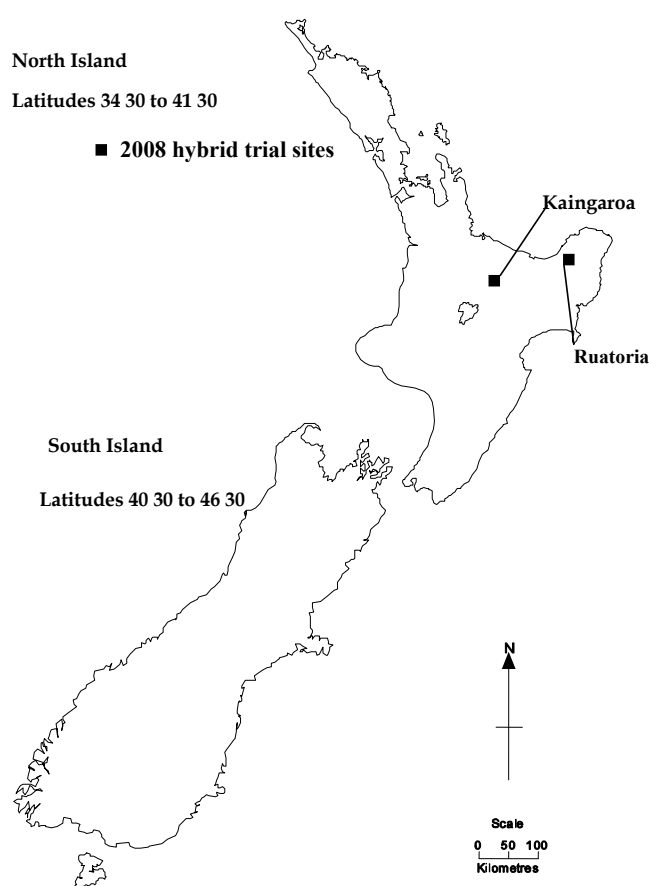 North Island
Latitudes 34 30 to 41 30
2008 hybrid trial sites
Kaingaroa
Ruatoria
South Island
Latitudes 40 30 to 46 30
N
Scale
0 50 100
Kilometres